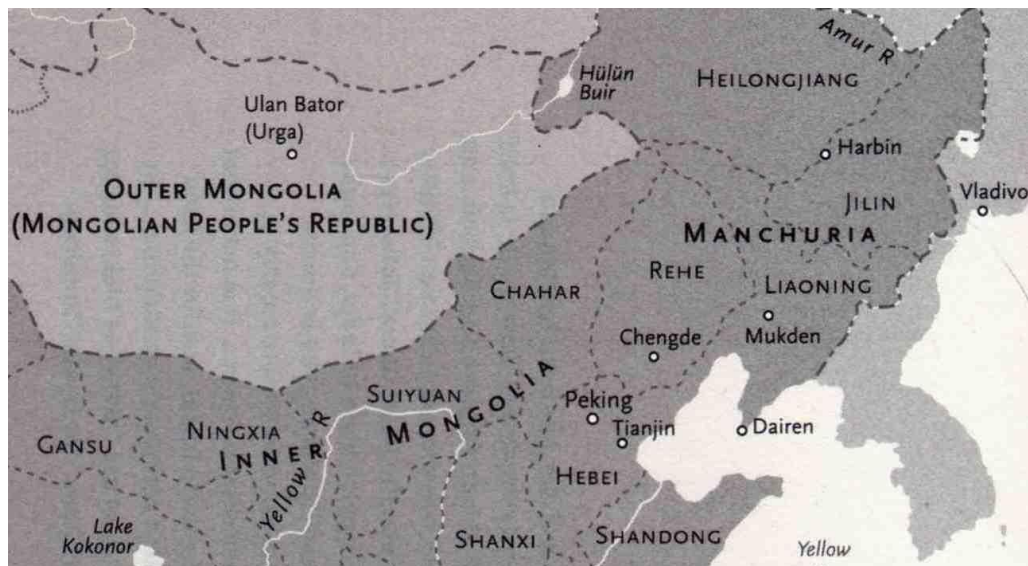 Amur R
Hülün
Buir
HEILONGJIANG
Ulan Bator
(Urga)
Harbin
OUTER MONGOLIA
(MONGOLIAN PEOPLE'S REPUBLIC)
JILIN
Vladivo
MANCHURIA
REHE
CHAHAR
LIAONING
Chengde
Mukden
SUIYUAN
Peking
Tianjin
Dairen
GANSU
NINGXIA
INNER MONGOLIA
Yellow R
HEBEI
Lake
Kokonor
SHANXI
SHANDONG
Yellow